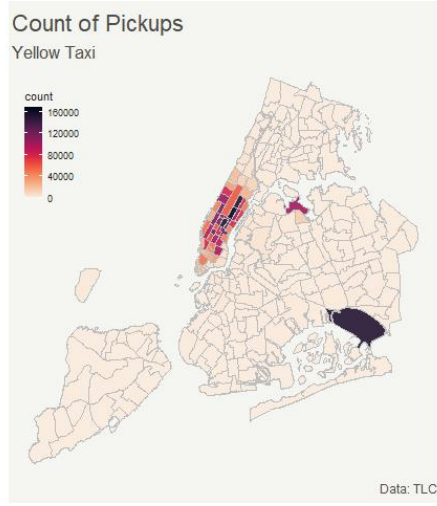 Count of Pickups
Yellow Taxi
count
160000
120000
80000
40000
0
Data: TLC